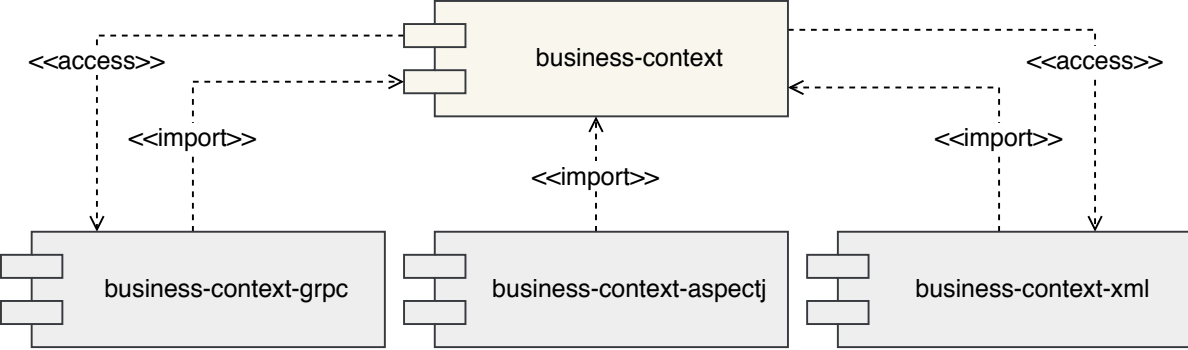 business-context
<<access>>
<<access>>
<<import>>
<<import>>
<<import>>
business-context-grpc
business-context-aspectj
business-context-xml